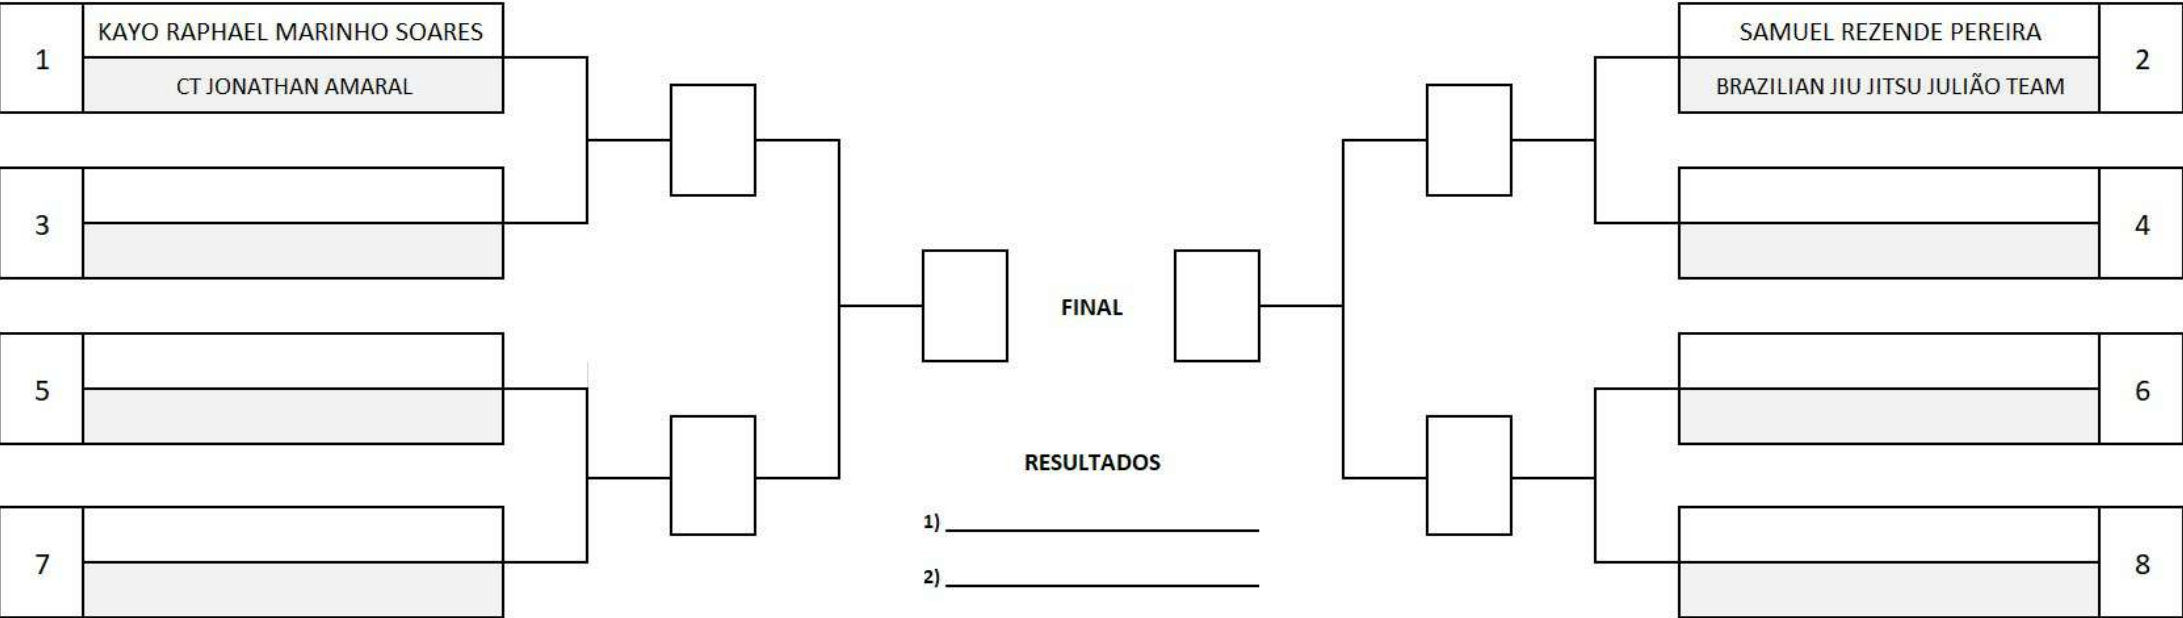 1
KAYO RAPHAEL MARINHO SOARES
CT JONATHAN AMARAL
3
5
7
FINAL
RESULTADOS
1)
2)
SAMUEL REZENDE PEREIRA
BRAZILIAN JIU JITSU JULIÃO TEAM
2
4
6
8